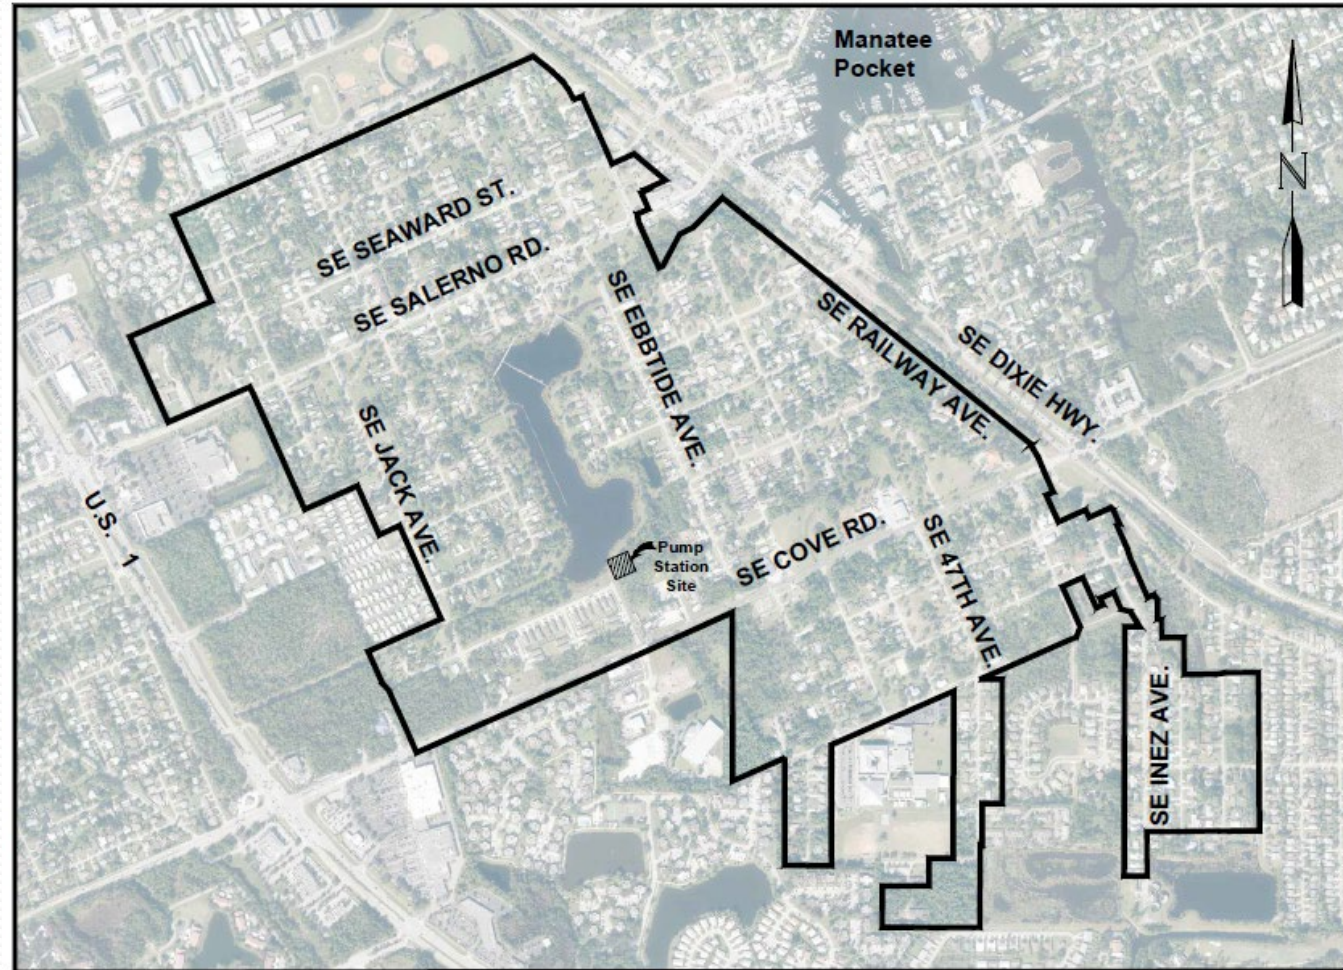 Manatee
Pocket
N
SE SEAWARD ST.
SE SALERNO RD.
SE EBBTIDE AVE.
SE RAILWAY AVE.
SE DIXIE HWY.
SE JACK AVE.
U.S. 1
Pump
Station
Site
SE COVE RD.
SE 47TH AVE.
SE INEZ AVE.